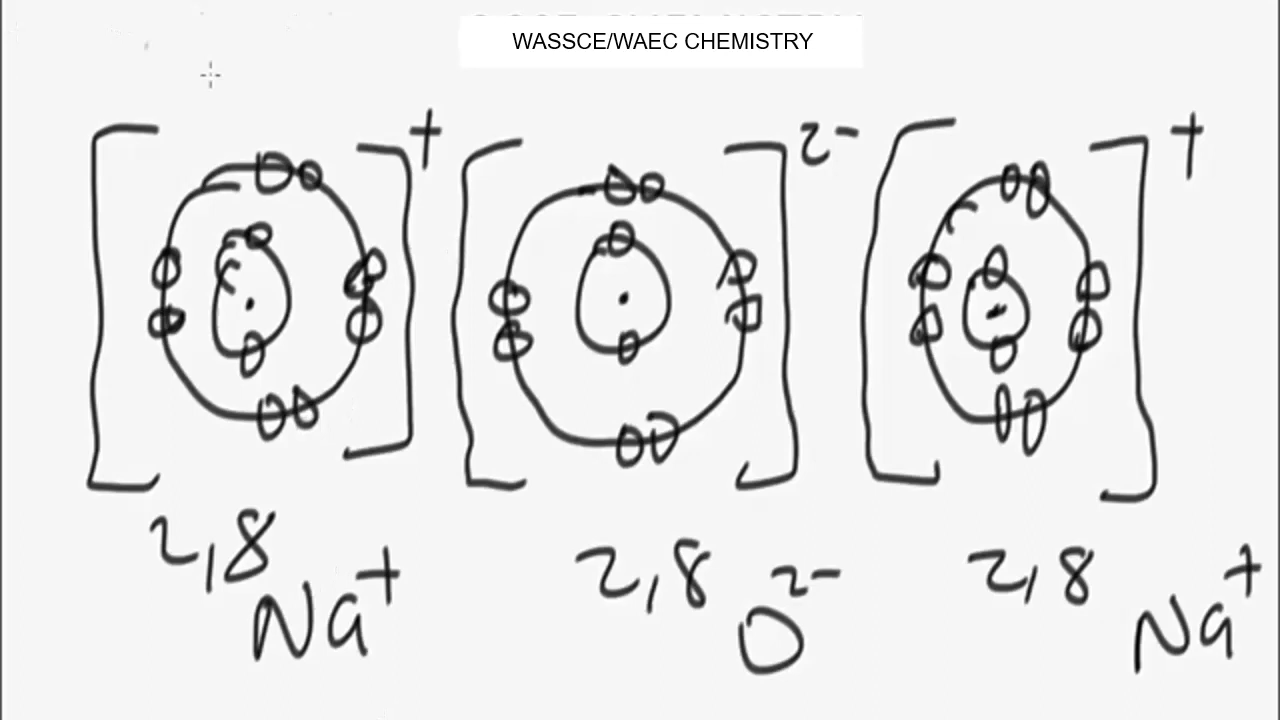 WASSCE/WAEC CHEMISTRY
+ 2- +
2,8 2,8 2,8
Na+ O2- Na+